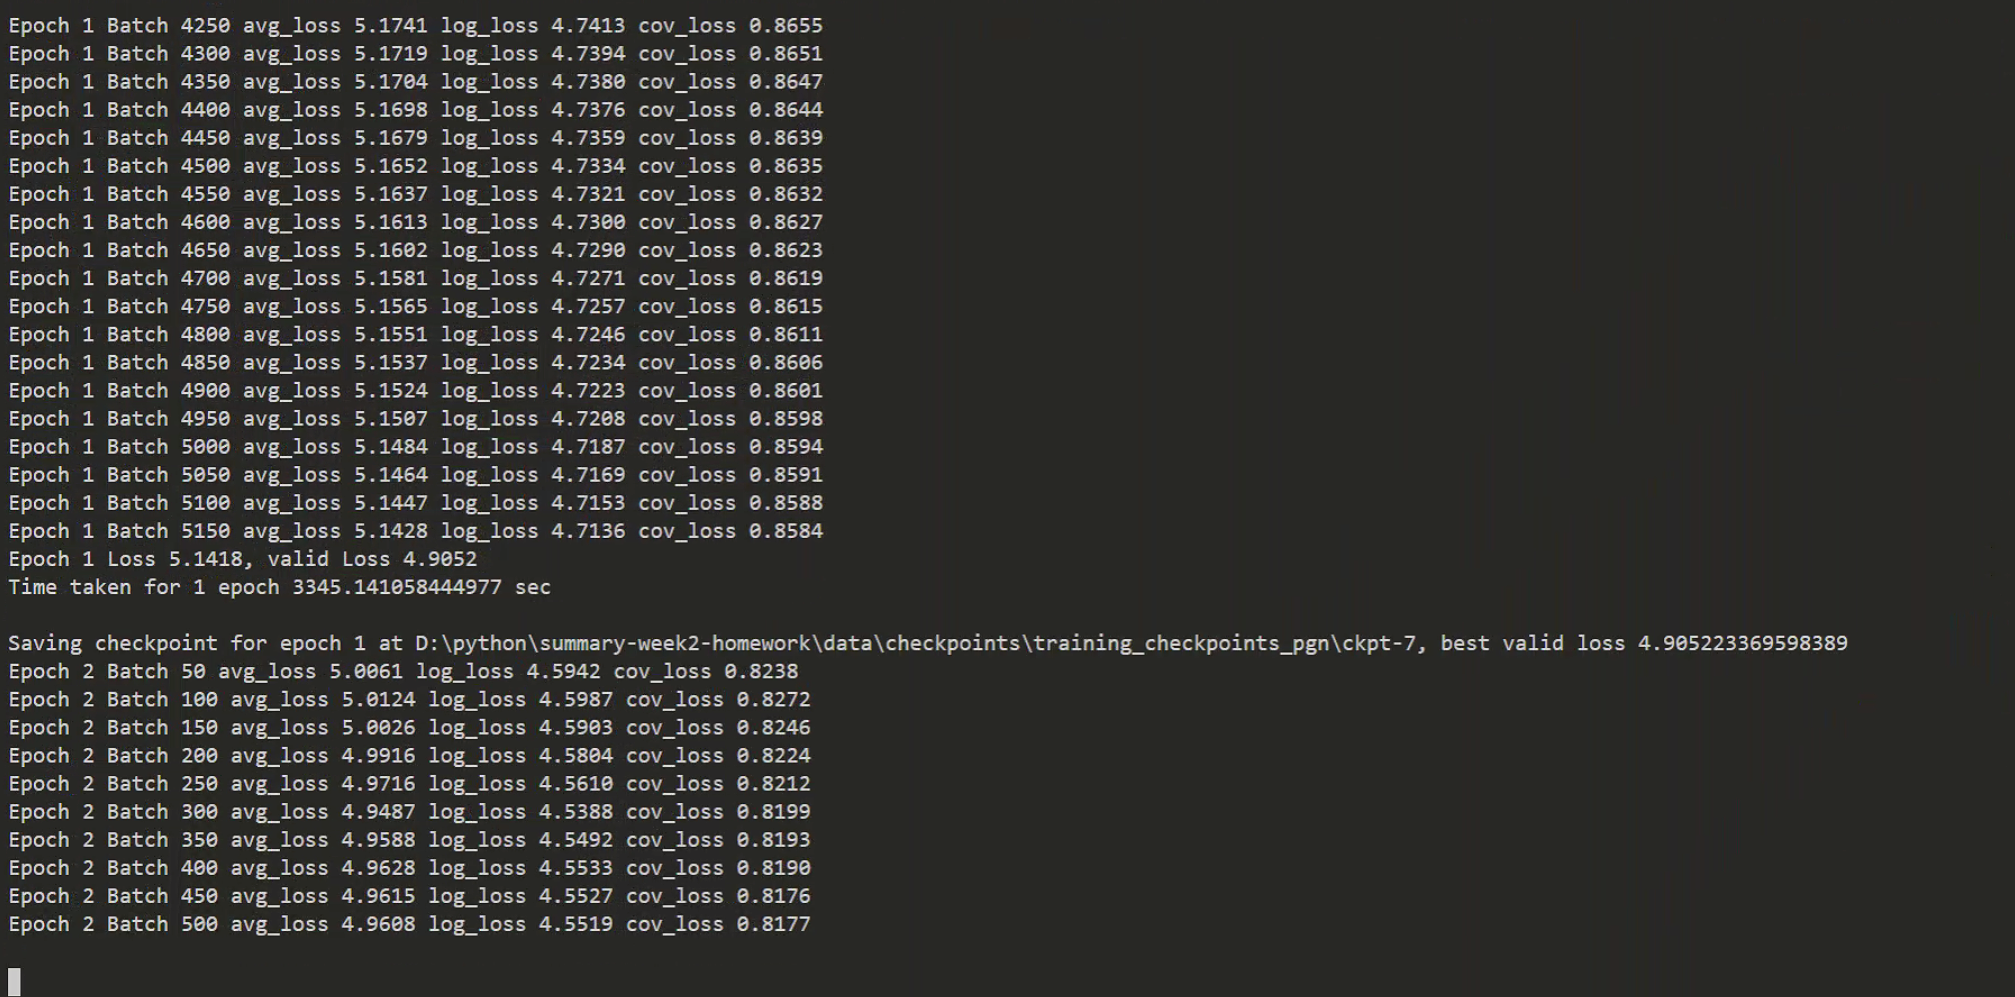 Epoch 1 Batch 4250 avg_loss 5.1741 log_loss 4.7413 cov_loss 0.8655
Epoch 1 Batch 4300 avg_loss 5.1719 log_loss 4.7394 cov_loss 0.8651
Epoch 1 Batch 4350 avg_loss 5.1704 log_loss 4.7380 cov_loss 0.8647
Epoch 1 Batch 4400 avg_loss 5.1698 log_loss 4.7376 cov_loss 0.8644
Epoch 1 Batch 4450 avg_loss 5.1679 log_loss 4.7359 cov_loss 0.8639
Epoch 1 Batch 4500 avg_loss 5.1652 log_loss 4.7334 cov_loss 0.8635
Epoch 1 Batch 4550 avg_loss 5.1637 log_loss 4.7321 cov_loss 0.8632
Epoch 1 Batch 4600 avg_loss 5.1613 log_loss 4.7300 cov_loss 0.8627
Epoch 1 Batch 4650 avg_loss 5.1602 log_loss 4.7290 cov_loss 0.8623
Epoch 1 Batch 4700 avg_loss 5.1581 log_loss 4.7271 cov_loss 0.8619
Epoch 1 Batch 4750 avg_loss 5.1565 log_loss 4.7257 cov_loss 0.8615
Epoch 1 Batch 4800 avg_loss 5.1551 log_loss 4.7246 cov_loss 0.8611
Epoch 1 Batch 4850 avg_loss 5.1537 log_loss 4.7234 cov_loss 0.8606
Epoch 1 Batch 4900 avg_loss 5.1524 log_loss 4.7223 cov_loss 0.8601
Epoch 1 Batch 4950 avg_loss 5.1507 log_loss 4.7208 cov_loss 0.8598
Epoch 1 Batch 5000 avg_loss 5.1484 log_loss 4.7187 cov_loss 0.8594
Epoch 1 Batch 5050 avg_loss 5.1464 log_loss 4.7169 cov_loss 0.8591
Epoch 1 Batch 5100 avg_loss 5.1447 log_loss 4.7153 cov_loss 0.8588
Epoch 1 Batch 5150 avg_loss 5.1428 log_loss 4.7136 cov_loss 0.8584
Epoch 1 Loss 5.1418, valid Loss 4.9052
Time taken for 1 epoch 3345.141058444977 sec
Saving checkpoint for epoch 1 at D:\python\summary-week2-homework\data\checkpoints\training_checkpoints_pgn\ckpt-7, best valid loss 4.905223369598389
Epoch 2 Batch 50 avg_loss 5.0061 log_loss 4.5942 cov_loss 0.8238
Epoch 2 Batch 100 avg_loss 5.0124 log_loss 4.5987 cov_loss 0.8272
Epoch 2 Batch 150 avg_loss 5.0026 log_loss 4.5903 cov_loss 0.8246
Epoch 2 Batch 200 avg_loss 4.9916 log_loss 4.5804 cov_loss 0.8224
Epoch 2 Batch 250 avg_loss 4.9716 log_loss 4.5610 cov_loss 0.8212
Epoch 2 Batch 300 avg_loss 4.9487 log_loss 4.5388 cov_loss 0.8199
Epoch 2 Batch 350 avg_loss 4.9588 log_loss 4.5492 cov_loss 0.8193
Epoch 2 Batch 400 avg_loss 4.9628 log_loss 4.5533 cov_loss 0.8190
Epoch 2 Batch 450 avg_loss 4.9615 log_loss 4.5527 cov_loss 0.8176
Epoch 2 Batch 500 avg_loss 4.9608 log_loss 4.5519 cov_loss 0.8177